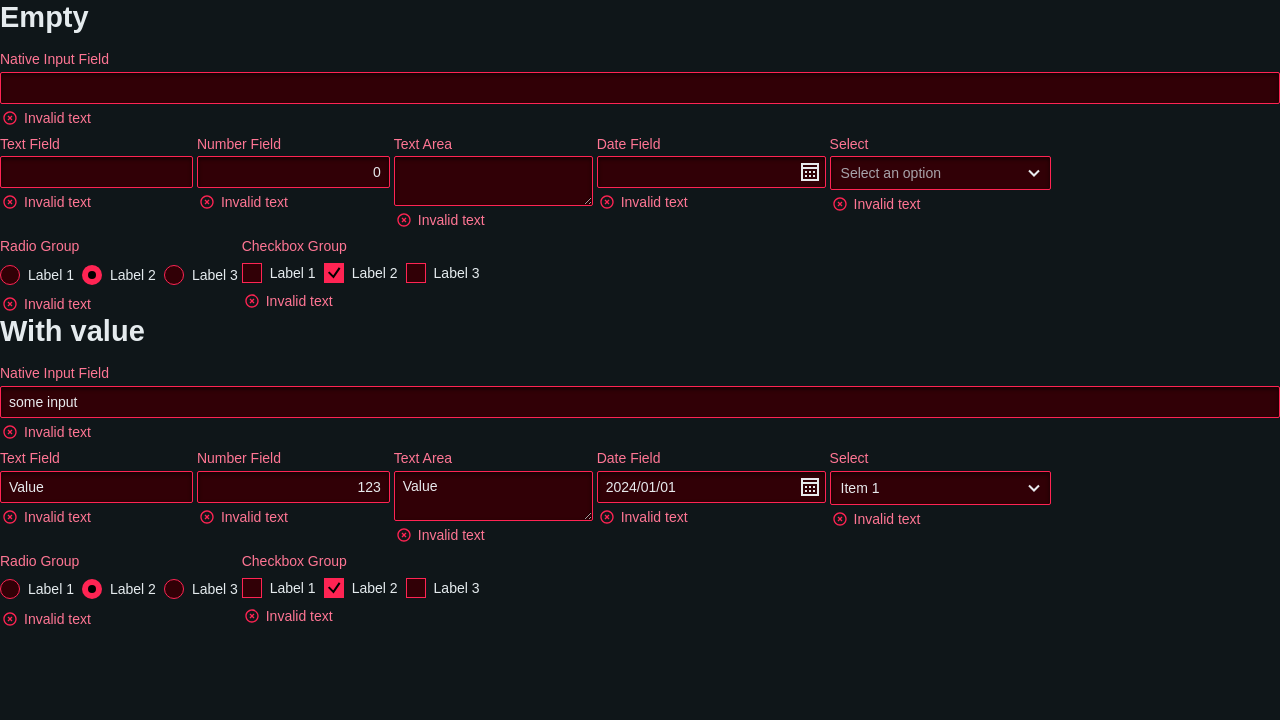 Empty
Native Input Field
Invalid text
Text Field Number Field Text Area Date Field Select
0 Select an option
Invalid text Invalid text Invalid text Invalid text Invalid text
Radio Group Checkbox Group
Label 1 Label 2 Label 3 Label 1 Label 2 Label 3
Invalid text Invalid text
With value
Native Input Field
some input
Invalid text
Text Field Number Field Text Area Date Field Select
Value 123 Value 2024/01/01 Item 1
Invalid text Invalid text Invalid text Invalid text Invalid text
Radio Group Checkbox Group
Label 1 Label 2 Label 3 Label 1 Label 2 Label 3
Invalid text Invalid text